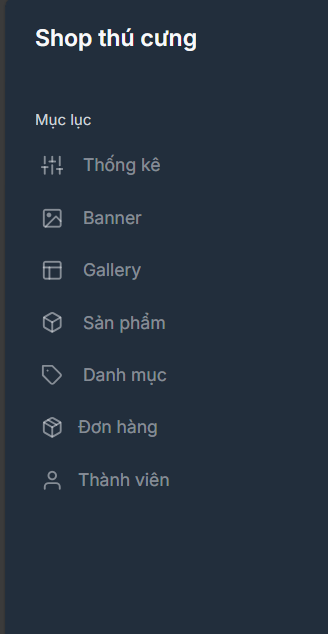 Shop thú cưng
Mục lục
Thống kê
Banner
Gallery
Sản phẩm
Danh mục
Đơn hàng
Thành viên